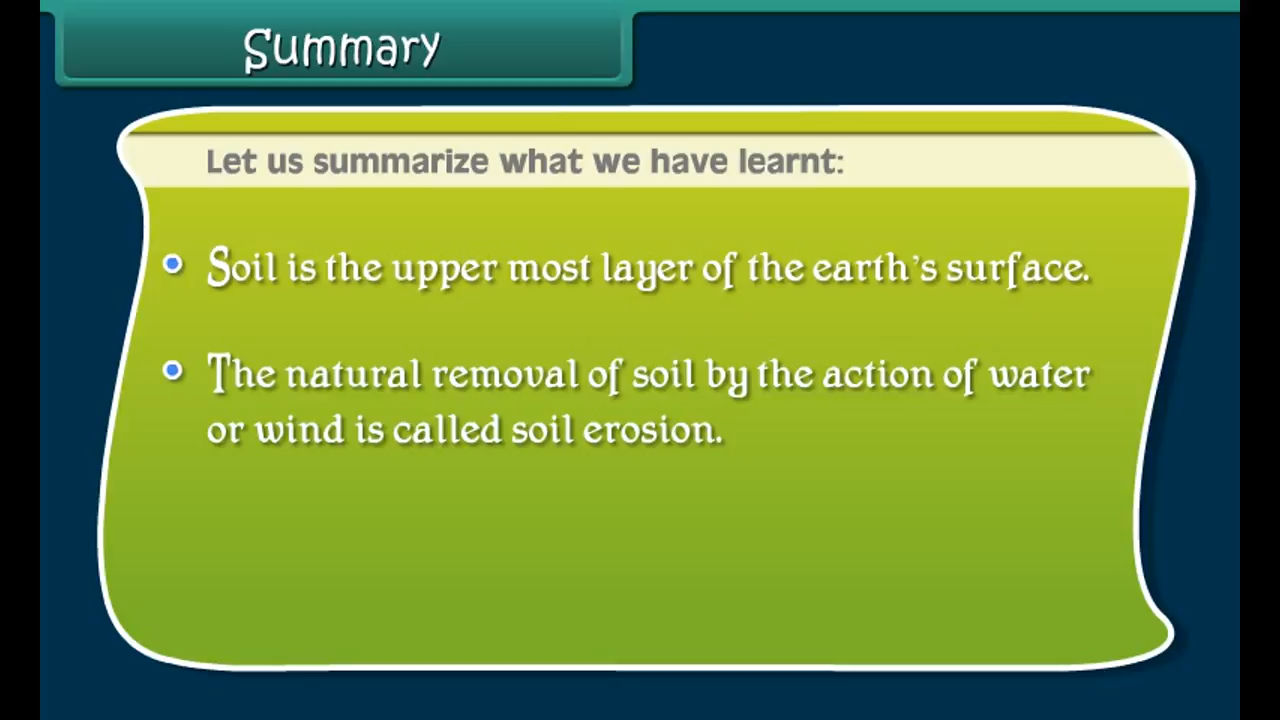 Summary
Let us summarize what we have learnt:
Soil is the upper most layer of the earth's surface.
The natural removal of soil by the action of water
or wind is called soil erosion.